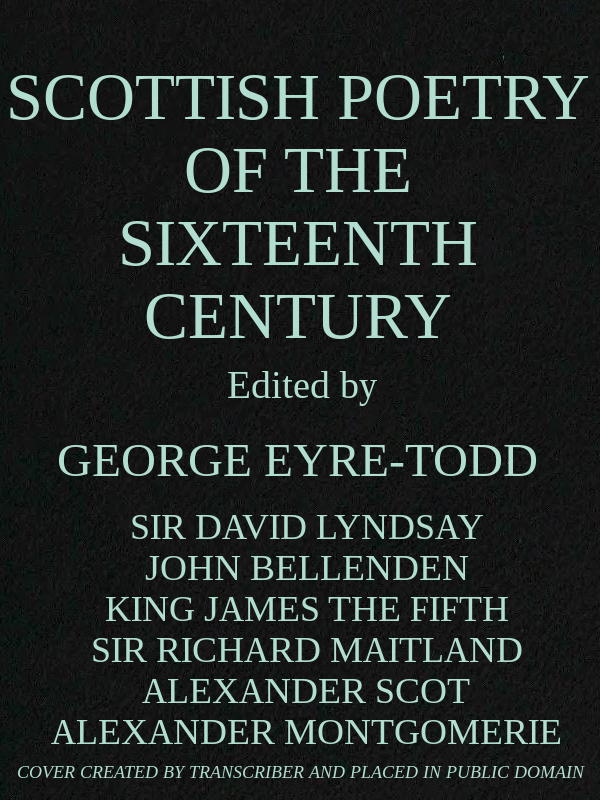 SCOTTISH POETRY
OF THE
SIXTEENTH
CENTURY
Edited by
GEORGE EYRE-TODD
SIR DAVID LYNDSAY
JOHN BELLENDEN
KING JAMES THE FIFTH
SIR RICHARD MAITLAND
ALEXANDER SCOT
ALEXANDER MONTGOMERIE
COVER CREATED BY TRANSCRIBER AND PLACED IN PUBLIC DOMAIN